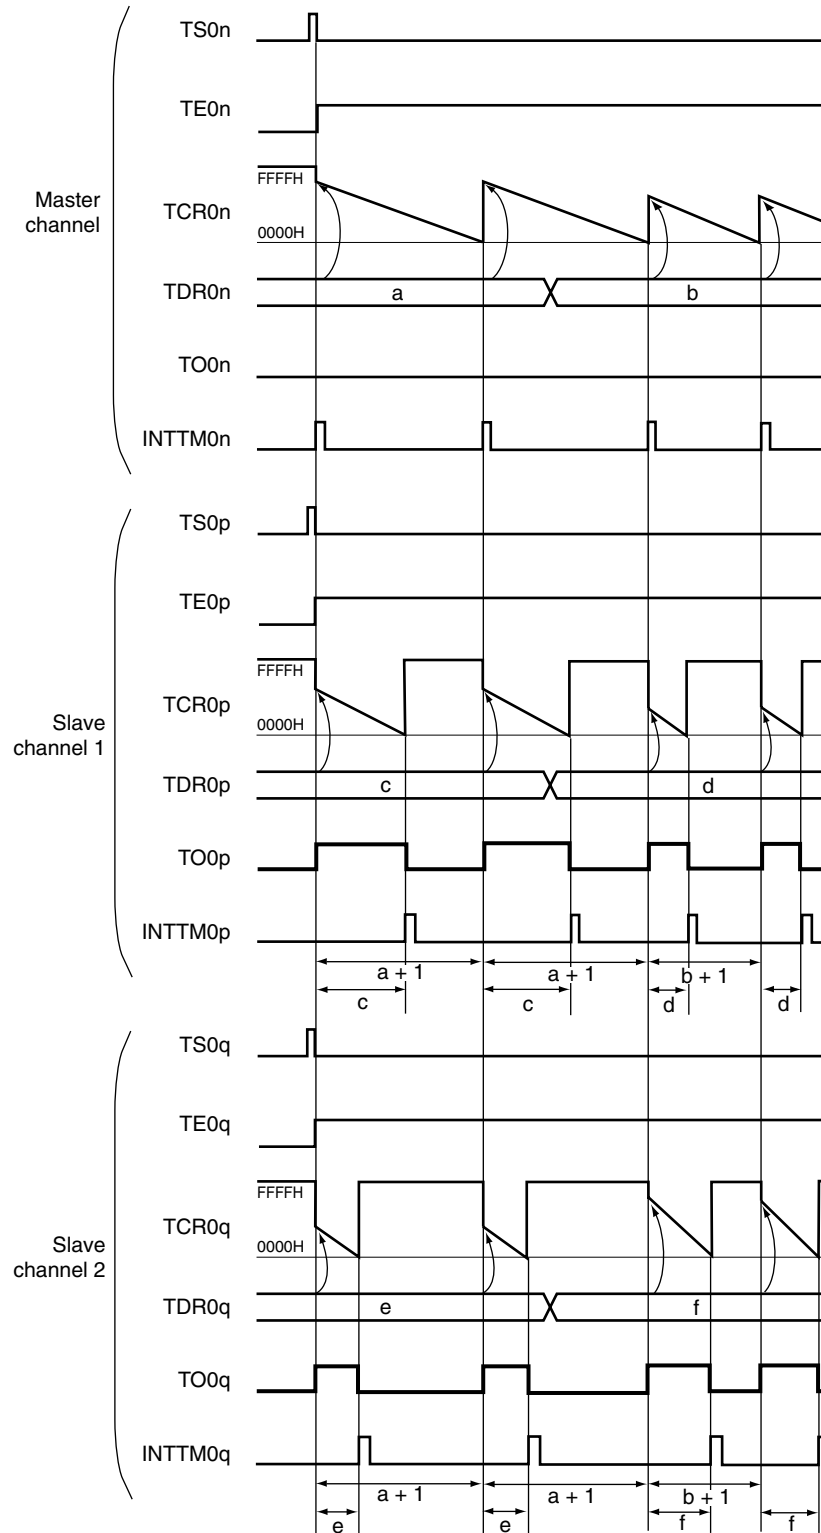 TS0n
TE0n
FFFFH
Master
channel
TCR0n
0000H
TDR0n
a
b
TO0n
INTTM0n
TS0p
TE0p
FFFFH
TCR0p
Slave
channel 1
0000H
TDR0p
c
d
TO0p
INTTM0p
a + 1
a + 1
b + 1
c
c
d
d
TS0q
TE0q
FFFFH
TCR0q
Slave
channel 2
0000H
TDR0q
e
f
TO0q
INTTM0q
a + 1
a + 1
b + 1
e
e
f
f